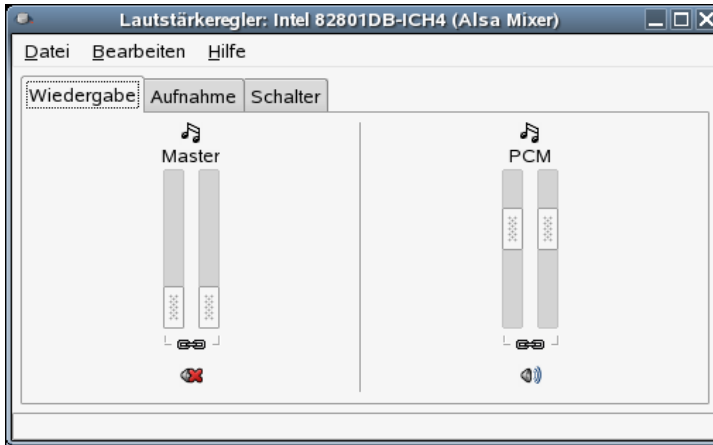 Lautstärkeregler: Intel 82801DB-ICH4 (Alsa Mixer)
Datei Bearbeiten Hilfe
Wiedergabe Aufnahme Schalter
Master PCM